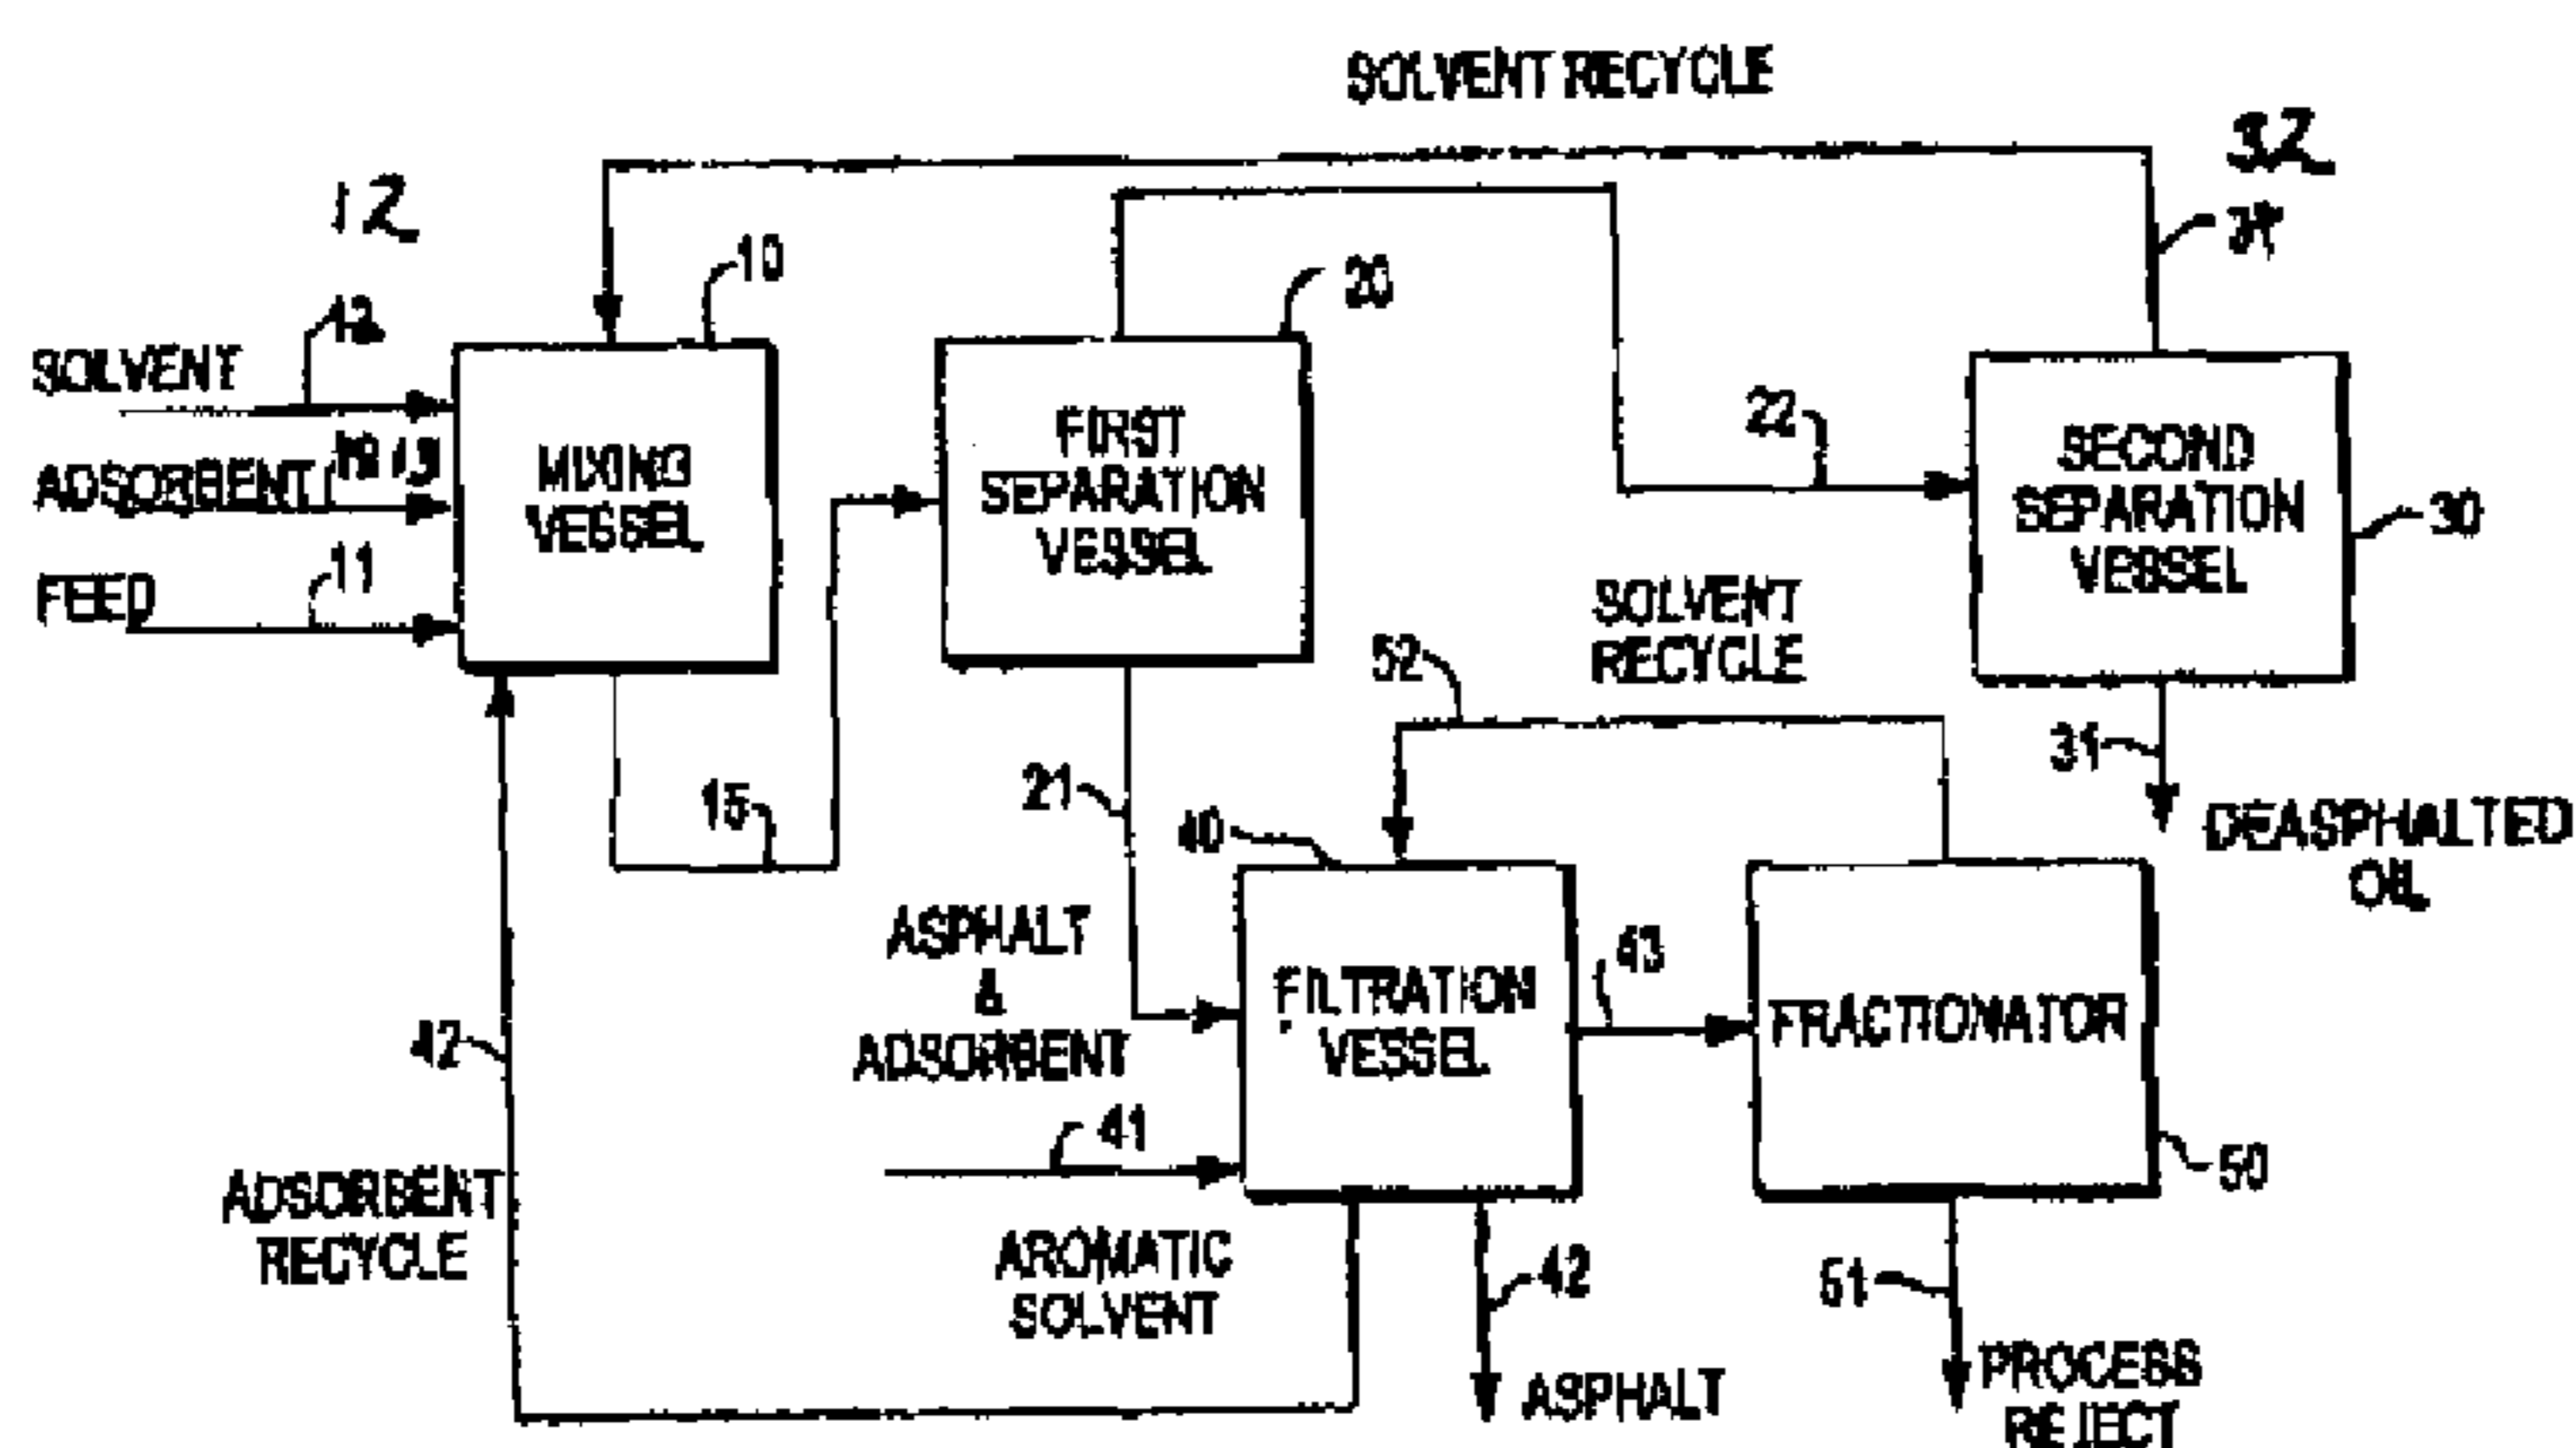 SOLVENT RECYCLE
32
12
10
20
SOLVENT
22
ADSORBENT
13
MIXING
VESSEL
FIRST
SEPARATION
VESSEL
SECOND
SEPARATION
VESSEL
30
FEED
11
SOLVENT
RECYCLE
52
31
15
21
40
DEASPHALTED
OIL
ASPHALT
&
ADSORBENT
FILTRATION
VESSEL
43
FRACTIONATOR
42
41
50
ADSORBENT
RECYCLE
AROMATIC
SOLVENT
42
51
ASPHALT
PROCESS
REJECT